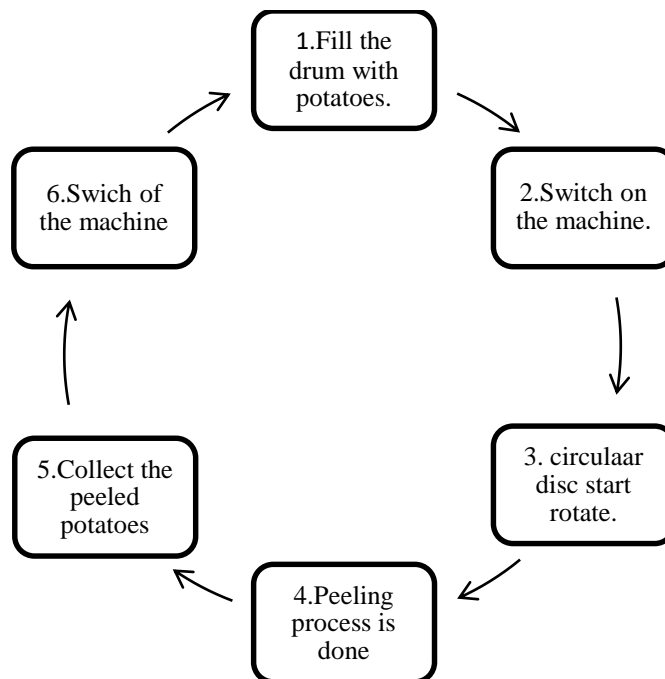 1.Fill the
drum with
potatoes.
2.Switch on
the machine.
3. circulaar
disc start
rotate.
4.Peeling
process is
done
5.Collect the
peeled
potatoes
6.Swich of
the machine